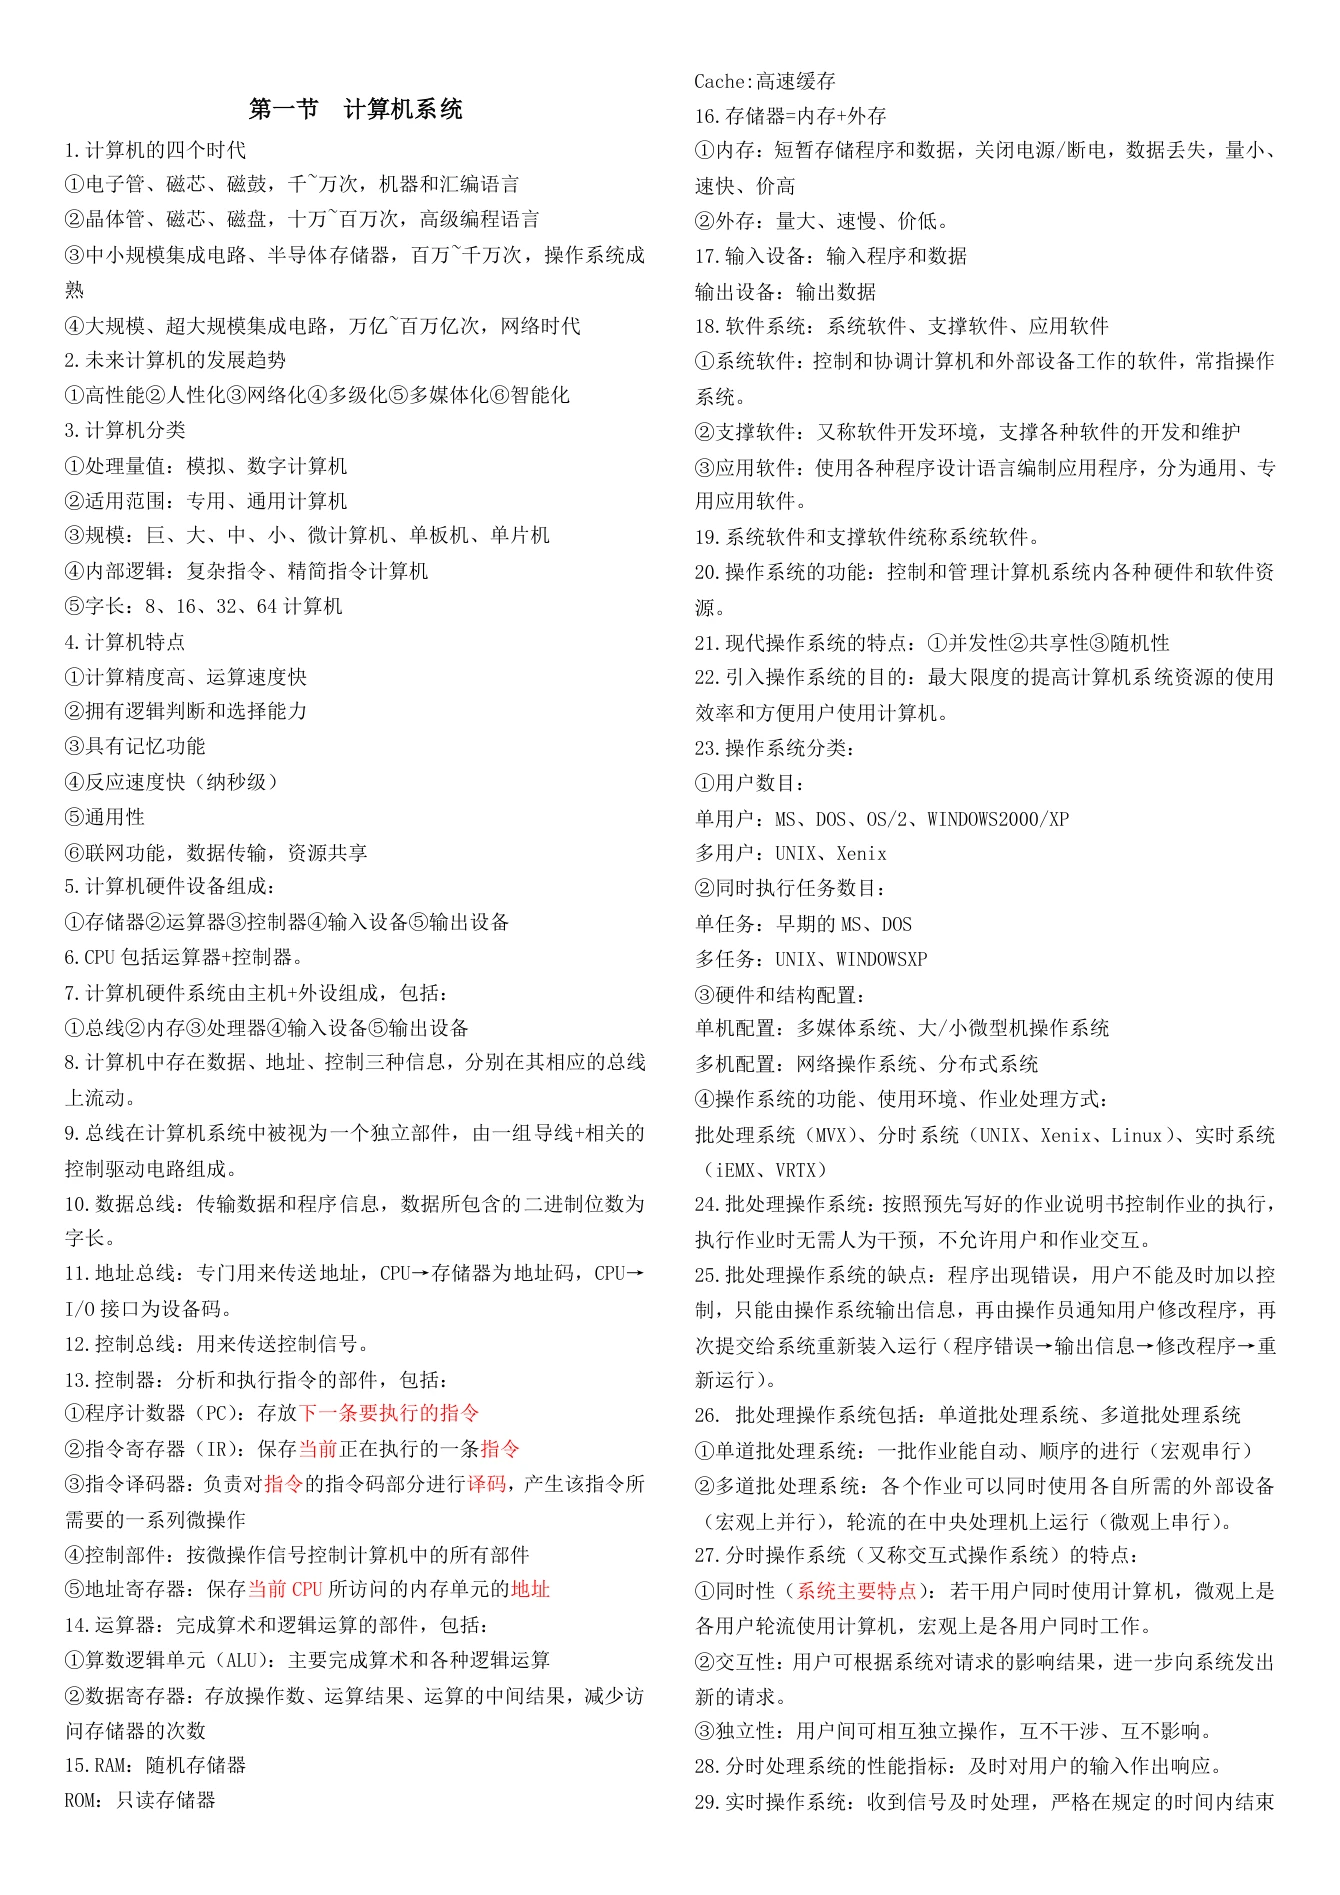 第一节　计算机系统
1.计算机的四个时代
①电子管、磁芯、磁鼓，千~万次，机器和汇编语言
②晶体管、磁芯、磁盘，十万~百万次，高级编程语言
③中小规模集成电路、半导体存储器，百万~千万次，操作系统成
熟
④大规模、超大规模集成电路，万亿~百万亿次，网络时代
2.未来计算机的发展趋势
①高性能②人性化③网络化④多级化⑤多媒体化⑥智能化
3.计算机分类
①处理量值：模拟、数字计算机
②适用范围：专用、通用计算机
③规模：巨、大、中、小、微计算机、单板机、单片机
④内部逻辑：复杂指令、精简指令计算机
⑤字长：8、16、32、64 计算机
4.计算机特点
①计算精度高、运算速度快
②拥有逻辑判断和选择能力
③具有记忆功能
④反应速度快（纳秒级）
⑤通用性
⑥联网功能，数据传输，资源共享
5.计算机硬件设备组成：
①存储器②运算器③控制器④输入设备⑤输出设备
6.CPU 包括运算器+控制器。
7.计算机硬件系统由主机+外设组成，包括：
①总线②内存③处理器④输入设备⑤输出设备
8.计算机中存在数据、地址、控制三种信息，分别在其相应的总线
上流动。
9.总线在计算机系统中被视为一个独立部件，由一组导线+相关的
控制驱动电路组成。
10.数据总线：传输数据和程序信息，数据所包含的二进制位数为
字长。
11.地址总线：专门用来传送地址，CPU→存储器为地址码，CPU→
I/O 接口为设备码。
12.控制总线：用来传送控制信号。
13.控制器：分析和执行指令的部件，包括：
①程序计数器（PC）：存放下一条要执行的指令
②指令寄存器（IR）：保存当前正在执行的一条指令
③指令译码器：负责对指令的指令码部分进行译码，产生该指令所
需要的一系列微操作
④控制部件：按微操作信号控制计算机中的所有部件
⑤地址寄存器：保存当前 CPU 所访问的内存单元的地址
14.运算器：完成算术和逻辑运算的部件，包括：
①算数逻辑单元（ALU）：主要完成算术和各种逻辑运算
②数据寄存器：存放操作数、运算结果、运算的中间结果，减少访
问存储器的次数
15.RAM：随机存储器
ROM：只读存储器
Cache:高速缓存
16.存储器=内存+外存
①内存：短暂存储程序和数据，关闭电源/断电，数据丢失，量小、
速快、价高
②外存：量大、速慢、价低。
17.输入设备：输入程序和数据
输出设备：输出数据
18.软件系统：系统软件、支撑软件、应用软件
①系统软件：控制和协调计算机和外部设备工作的软件，常指操作
系统。
②支撑软件：又称软件开发环境，支撑各种软件的开发和维护
③应用软件：使用各种程序设计语言编制应用程序，分为通用、专
用应用软件。
19.系统软件和支撑软件统称系统软件。
20.操作系统的功能：控制和管理计算机系统内各种硬件和软件资
源。
21.现代操作系统的特点：①并发性②共享性③随机性
22.引入操作系统的目的：最大限度的提高计算机系统资源的使用
效率和方便用户使用计算机。
23.操作系统分类：
①用户数目：
单用户：MS、DOS、OS/2、WINDOWS2000/XP
多用户：UNIX、Xenix
②同时执行任务数目：
单任务：早期的 MS、DOS
多任务：UNIX、WINDOWSXP
③硬件和结构配置：
单机配置：多媒体系统、大/小微型机操作系统
多机配置：网络操作系统、分布式系统
④操作系统的功能、使用环境、作业处理方式：
批处理系统（MVX）、分时系统（UNIX、Xenix、Linux）、实时系统
（iEMX、VRTX）
24.批处理操作系统：按照预先写好的作业说明书控制作业的执行，
执行作业时无需人为干预，不允许用户和作业交互。
25.批处理操作系统的缺点：程序出现错误，用户不能及时加以控
制，只能由操作系统输出信息，再由操作员通知用户修改程序，再
次提交给系统重新装入运行（程序错误→输出信息→修改程序→重
新运行）。
26. 批处理操作系统包括：单道批处理系统、多道批处理系统
①单道批处理系统：一批作业能自动、顺序的进行（宏观串行）
②多道批处理系统：各个作业可以同时使用各自所需的外部设备
（宏观上并行），轮流的在中央处理机上运行（微观上串行）。
27.分时操作系统（又称交互式操作系统）的特点：
①同时性（系统主要特点）：若干用户同时使用计算机，微观上是
各用户轮流使用计算机，宏观上是各用户同时工作。
②交互性：用户可根据系统对请求的影响结果，进一步向系统发出
新的请求。
③独立性：用户间可相互独立操作，互不干涉、互不影响。
28.分时处理系统的性能指标：及时对用户的输入作出响应。
29.实时操作系统：收到信号及时处理，严格在规定的时间内结束